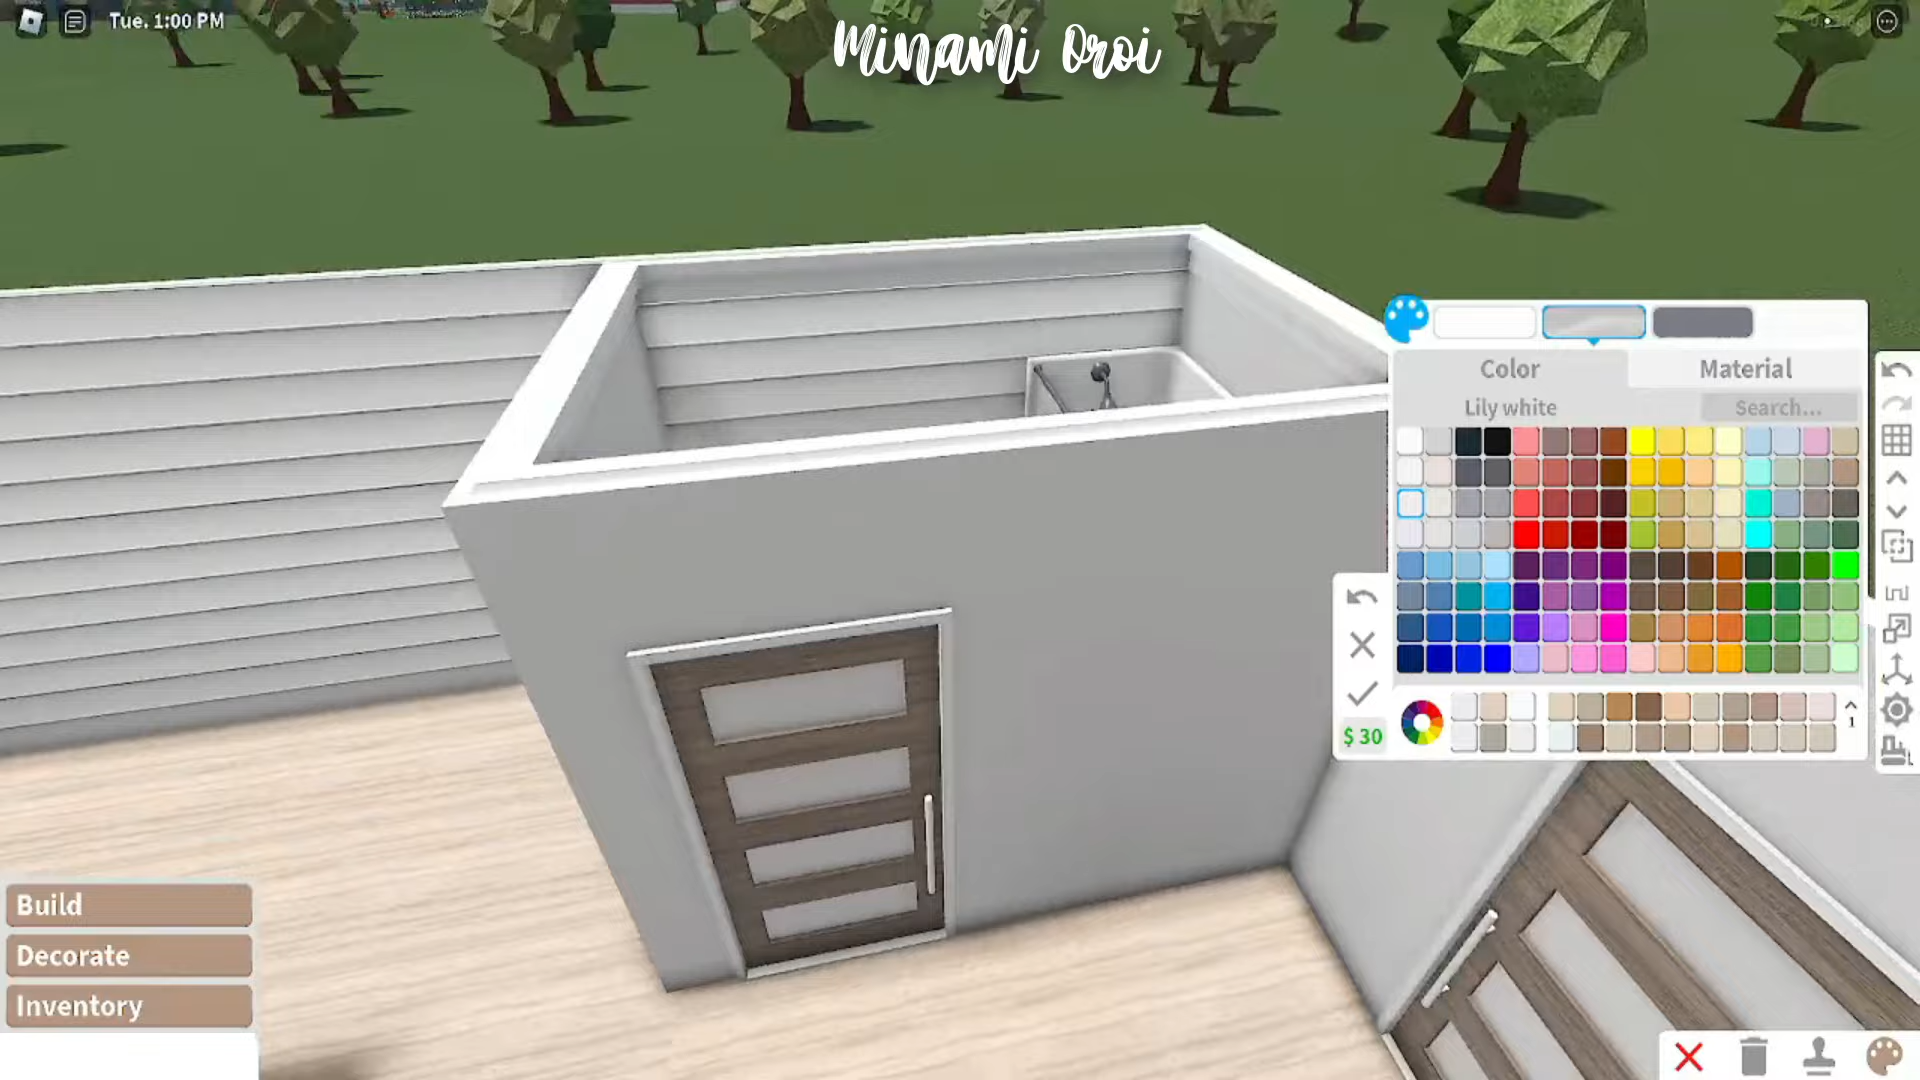 Tue. 1:00 PM
Minami Oroi
Color
Material
Lily white
Search...
1
$ 30
Build
Decorate
Inventory